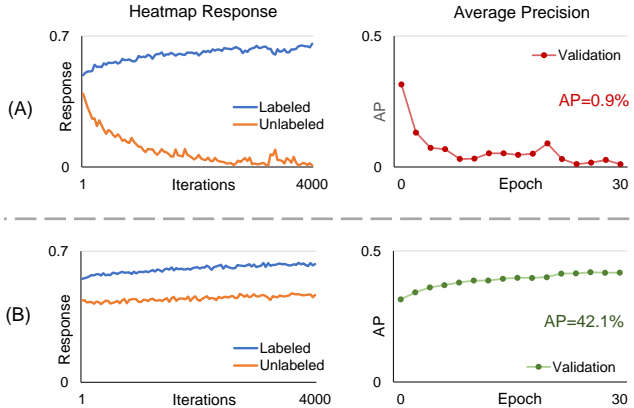 Heatmap Response
Average Precision
(A)
0.7
Response
Labeled
Unlabeled
0
1
Iterations
4000
0.5
AP
Validation
AP=0.9%
0
0
Epoch
30
(B)
0.7
Response
Labeled
Unlabeled
0
1
Iterations
4000
0.5
AP
AP=42.1%
Validation
0
0
Epoch
30